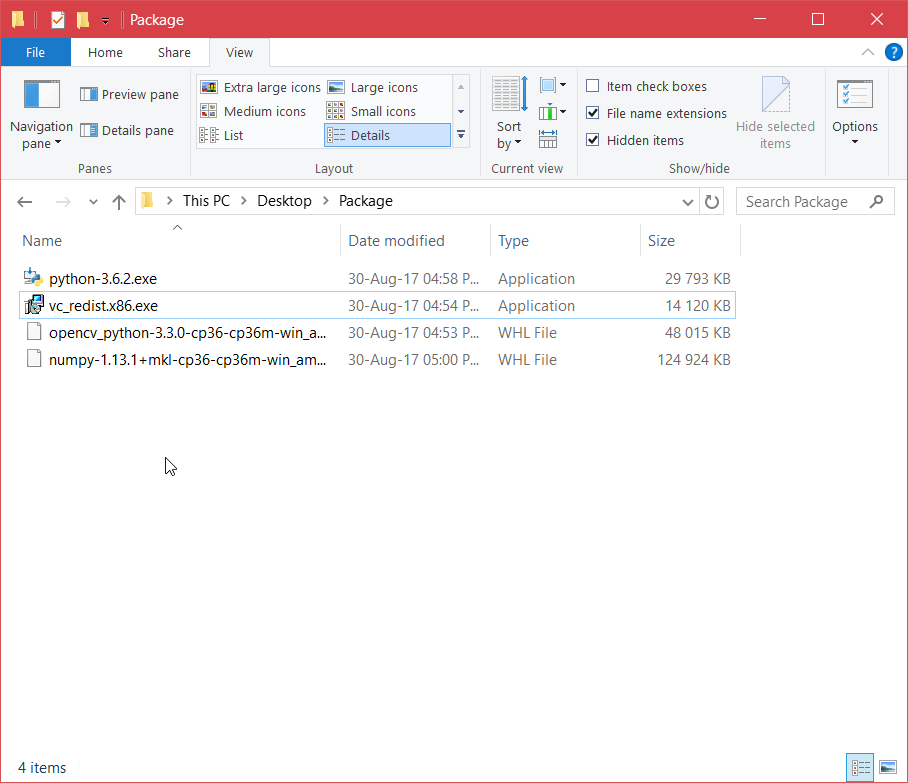 Package
File Home Share View
Navigation pane
Preview pane
Details pane
Panes
Extra large icons Large icons
Medium icons Small icons
List Details
Layout
Sort by
Current view
Item check boxes
File name extensions
Hidden items
Hide selected items
Show/hide
Options
This PC > Desktop > Package
Search Package
Name Date modified Type Size
python-3.6.2.exe 30-Aug-17 04:58 P... Application 29 793 KB
vc_redist.x86.exe 30-Aug-17 04:54 P... Application 14 120 KB
opencv_python-3.3.0-cp36-cp36m-win_a... 30-Aug-17 04:53 P... WHL File 48 015 KB
numpy-1.13.1+mkl-cp36-cp36m-win_am... 30-Aug-17 05:00 P... WHL File 124 924 KB
4 items